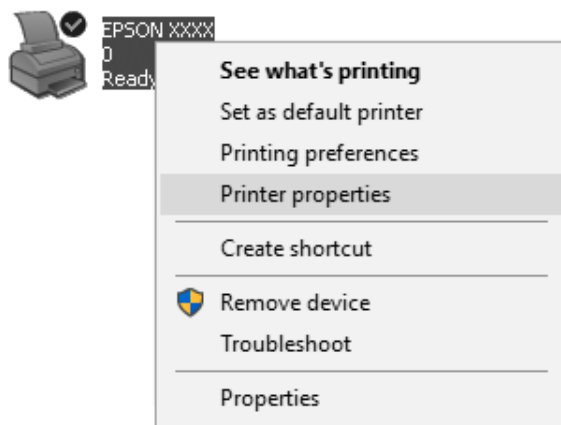 EPSON XXXX
0
Ready
See what's printing
Set as default printer
Printing preferences
Printer properties
Create shortcut
Remove device
Troubleshoot
Properties